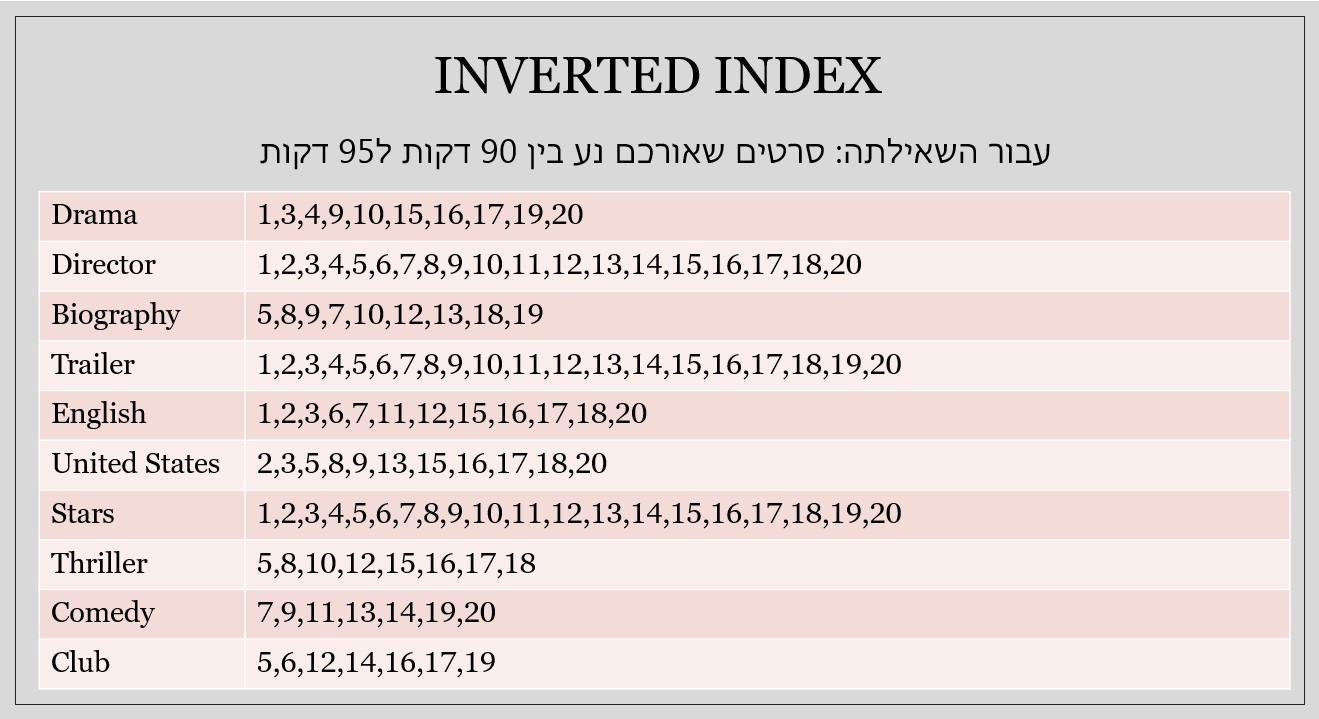 INVERTED INDEX
עבור השאילתה: סרטים שאורכם נע בין 90 דקות ל95 דקות
Drama 1,3,4,9,10,15,16,17,19,20
Director 1,2,3,4,5,6,7,8,9,10,11,12,13,14,15,16,17,18,20
Biography 5,8,9,7,10,12,13,18,19
Trailer 1,2,3,4,5,6,7,8,9,10,11,12,13,14,15,16,17,18,19,20
English 1,2,3,6,7,11,12,15,16,17,18,20
United States 2,3,5,8,9,13,15,16,17,18,20
Stars 1,2,3,4,5,6,7,8,9,10,11,12,13,14,15,16,17,18,19,20
Thriller 5,8,10,12,15,16,17,18
Comedy 7,9,11,13,14,19,20
Club 5,6,12,14,16,17,19